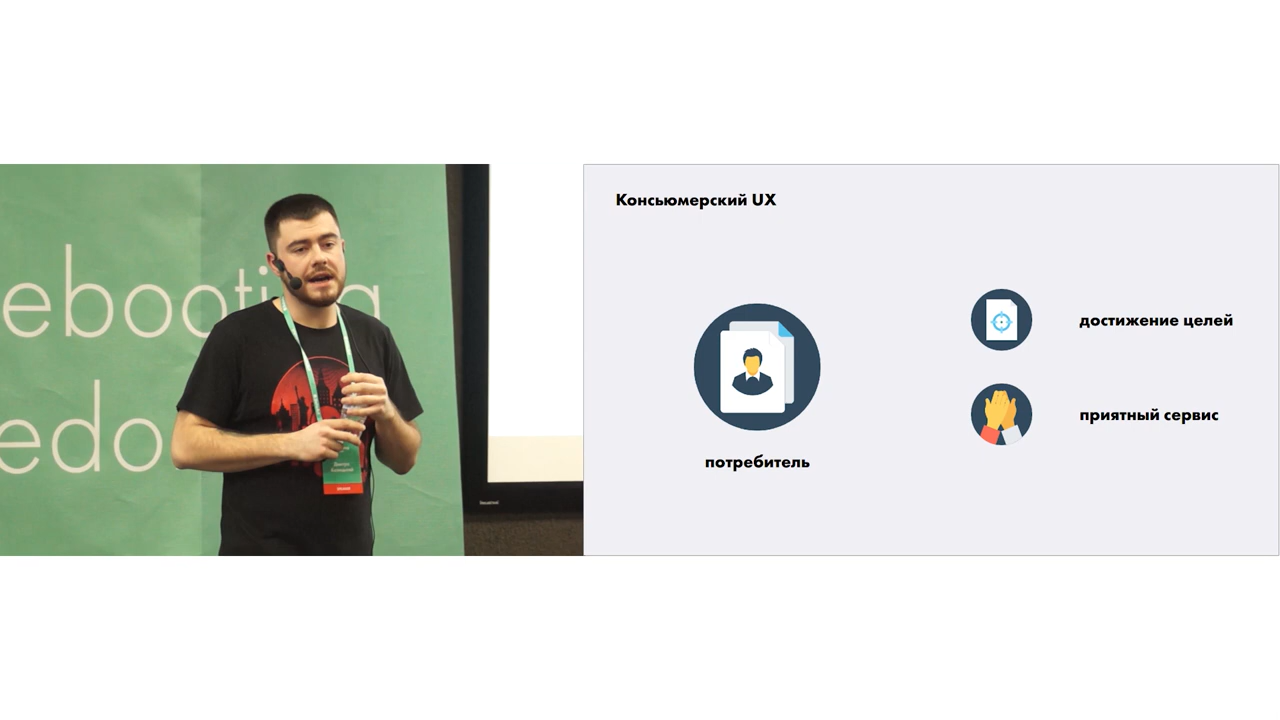 ebooting
edo
Консьюмерский UX
потребитель
достижение целей
приятный сервис